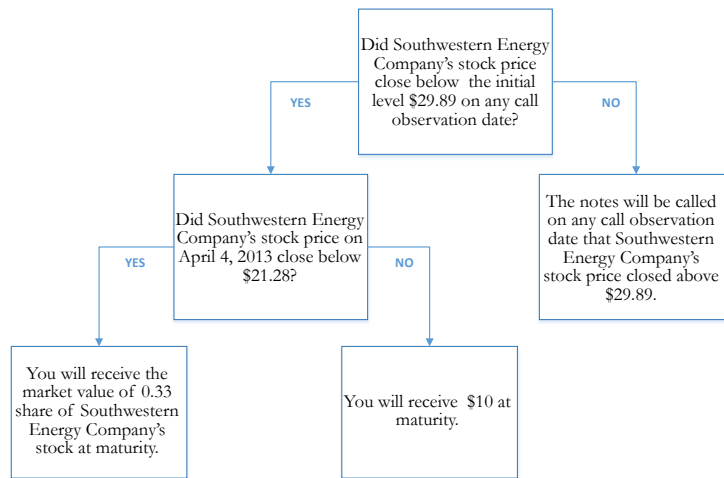 Did Southwestern Energy
Company's stock price
close below the initial
level $29.89 on any call
observation date?
YES
NO
Did Southwestern Energy
Company's stock price on
April 4, 2013 close below
$21.28?
The notes will be called
on any call observation
date that Southwestern
Energy Company's
stock price closed above
$29.89.
YES
NO
You will receive the
market value of 0.33
share of Southwestern
Energy Company's
stock at maturity.
You will receive $10 at
maturity.